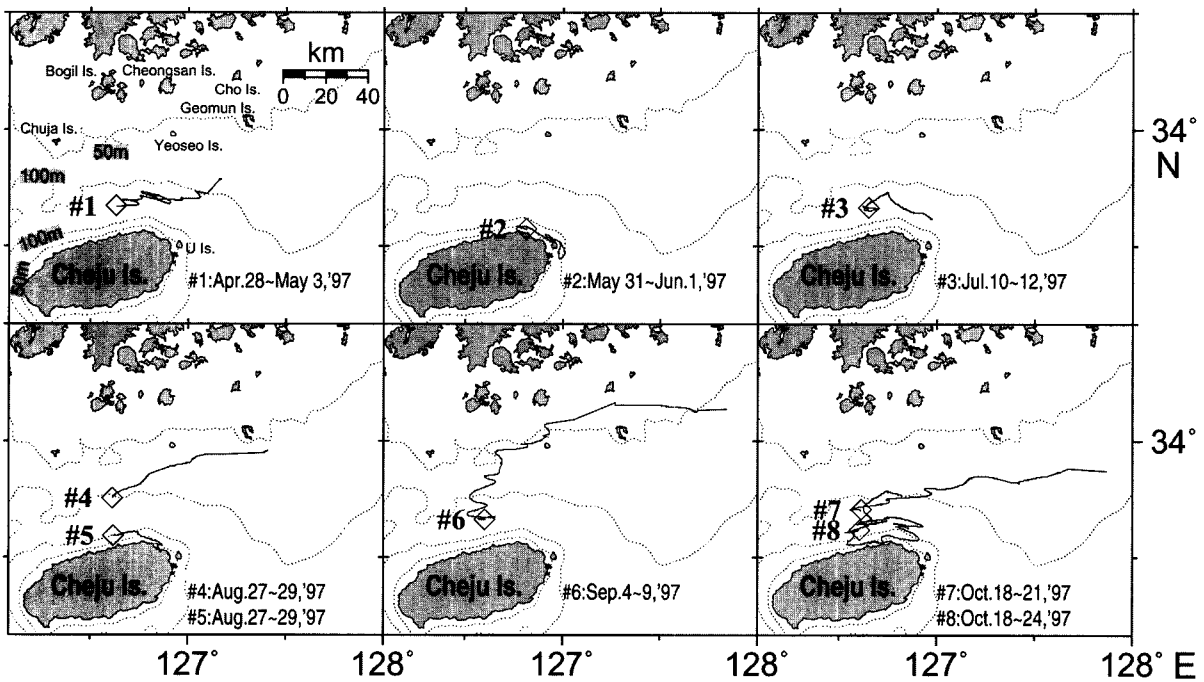 km
Bogil Is. Cheongsan Is.
Cho Is.
0 20 40
Geomun Is.
Chuja Is.
Yeoseo Is.
50m
100m
#1
100m
U Is.
50m
Cheju Is.
#1:Apr.28~May 3,'97
#2
Cheju Is.
#2:May 31~Jun.1,'97
#3
Cheju Is.
#3:Jul.10~12,'97
34°
N
#4
#5
Cheju Is.
#4:Aug.27~29,'97
#5:Aug.27~29,'97
#6
Cheju Is.
#6:Sep.4~9,'97
#7
#8
Cheju Is.
#7:Oct.18~21,'97
#8:Oct.18~24,'97
34°
127° 128° 127° 128° 127° 128° E